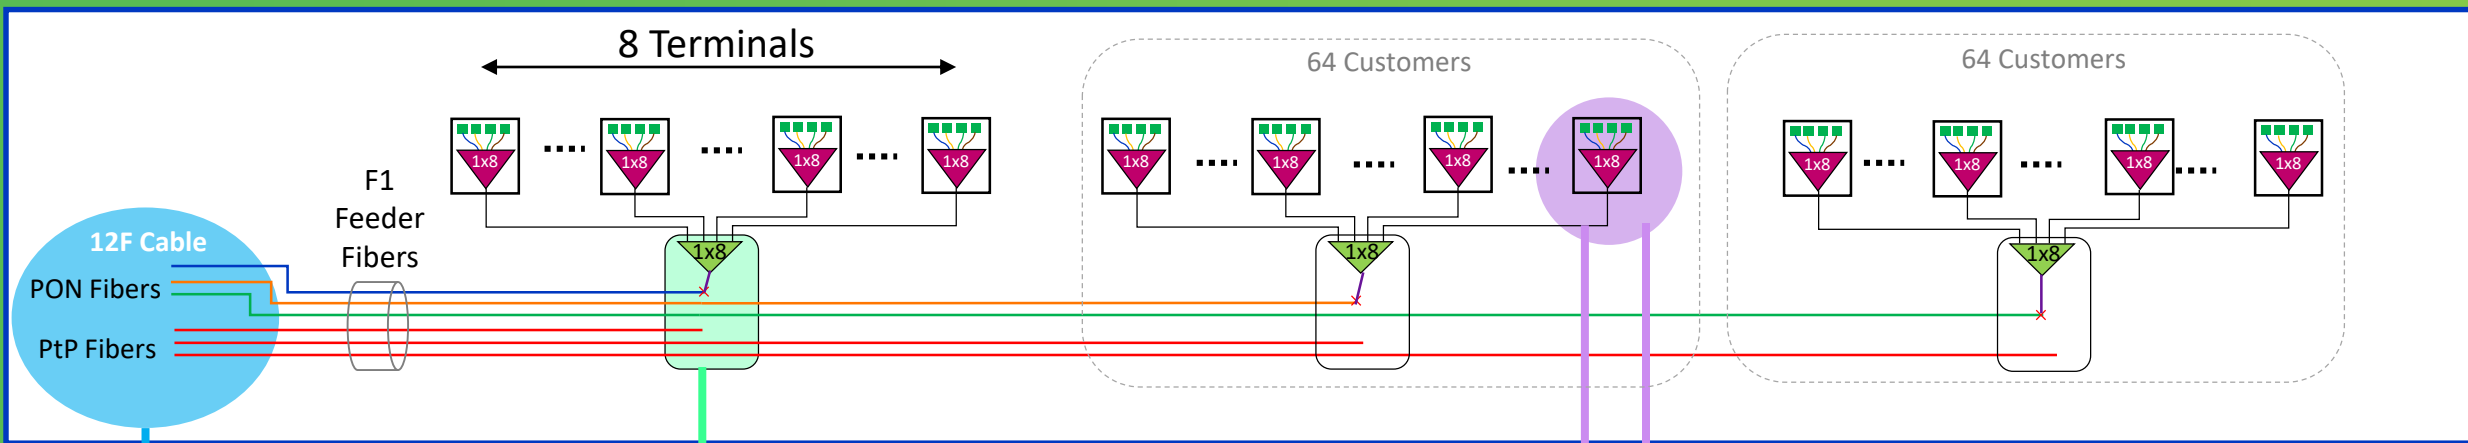 8 Terminals
64 Customers
64 Customers
1x8
1x8
1x8
1x8
1x8
1x8
1x8
1x8
1x8
1x8
1x8
1x8
F1
Feeder
Fibers
12F Cable
PON Fibers
PtP Fibers
1x8
1x8
1x8